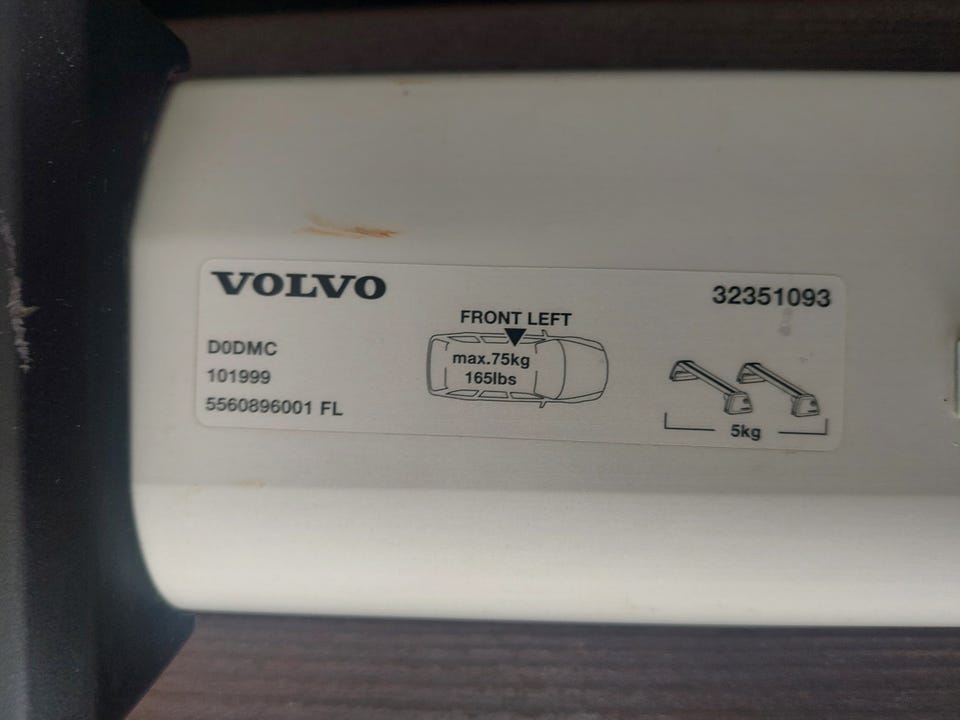 VOLVO
32351093
FRONT LEFT
D0DMC
max.75kg
101999
165lbs
5560896001 FL
5kg